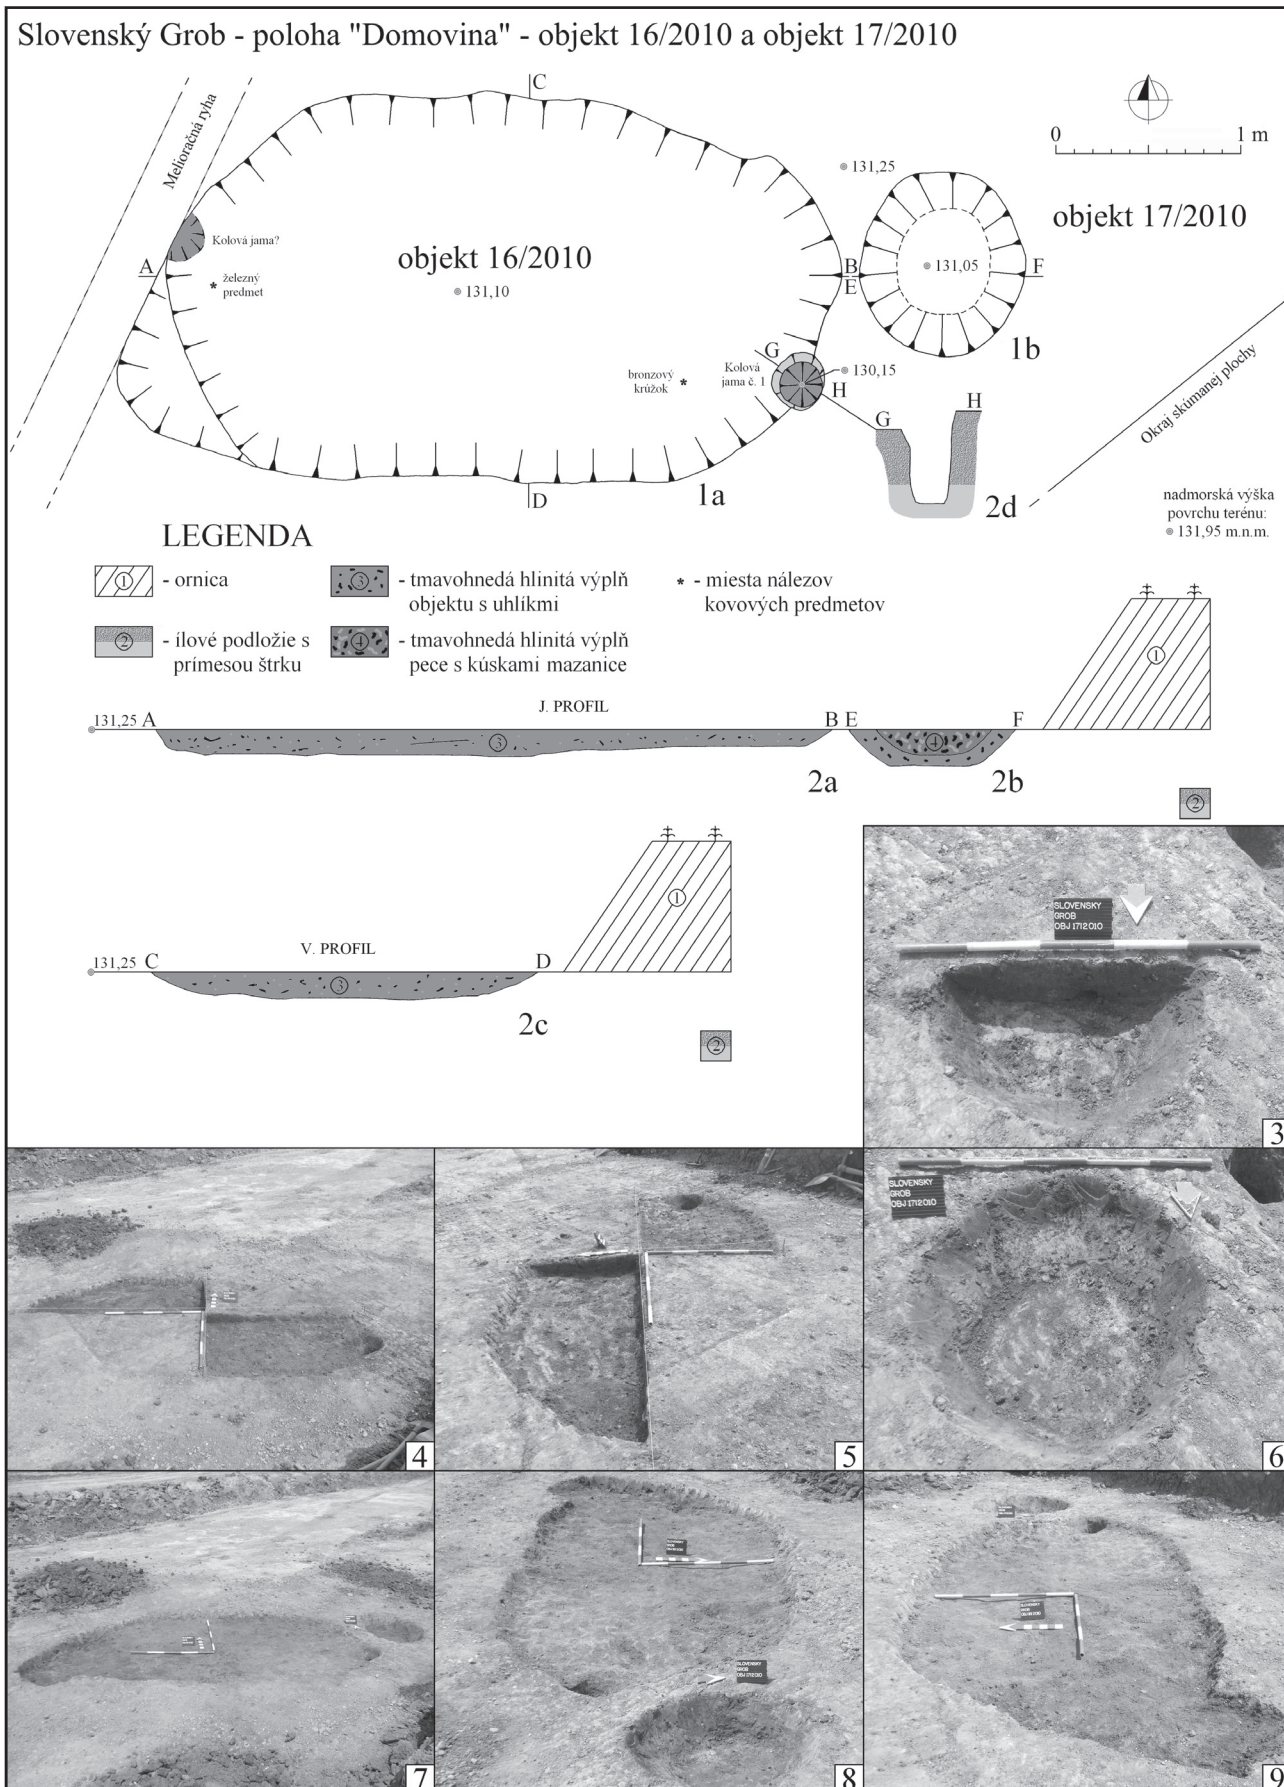 Slovenský Grob - poloha "Domovina" - objekt 16/2010 a objekt 17/2010
Melioračná ryha
C
0 1 m
131,25
objekt 17/2010
Kolová jama?
objekt 16/2010
A
železný
predmet
131,10
B
E
131,05
F
1b
G
Kolová
jama č. 1
bronzový
krúžok
130,15
H
G
H
Okraj skúmanej plochy
D
1a
2d
nadmorská výška
povrchu terénu:
131,95 m.n.m.
LEGENDA
1 - ornica
3 - tmavohnedá hlinitá výplň
objektu s uhlíkmi
* - miesta nálezov
kovových predmetov
2 - ílové podložie s
prímesou štrku
4 - tmavohnedá hlinitá výplň
pece s kúskami mazanice
1
J. PROFIL
131,25 A
B E
F
3
4
2a
2b
2
1
V. PROFIL
131,25 C
D
3
2c
2
SLOVENSKY
GROB
OBJ 17 12010
3
4
5
SLOVENSKY
GROB
OBJ 17 12010
6
7
SLOVENSKY
GROB
OBJ 17 12010
8
SLOVENSKY
GROB
9